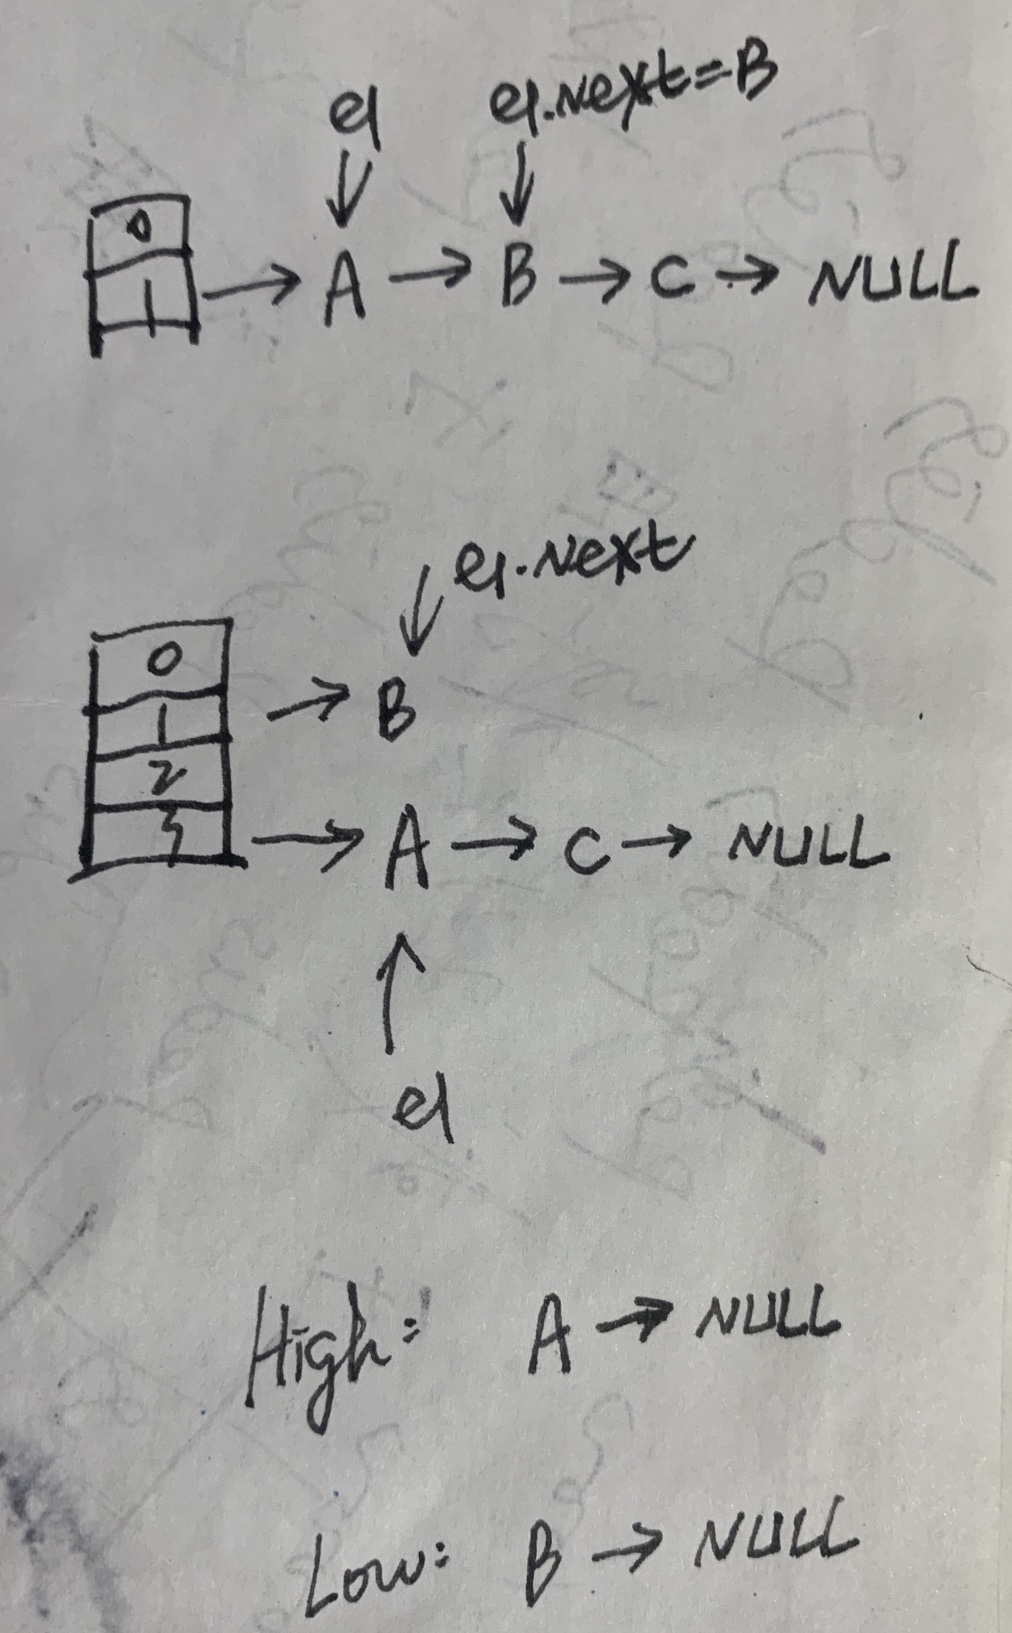 e1 e1.next=B
0
1 → A → B → C → NULL
e1.next
0
1 → B
2
3 → A → C → NULL
e1
High: A → NULL
Low: B → NULL